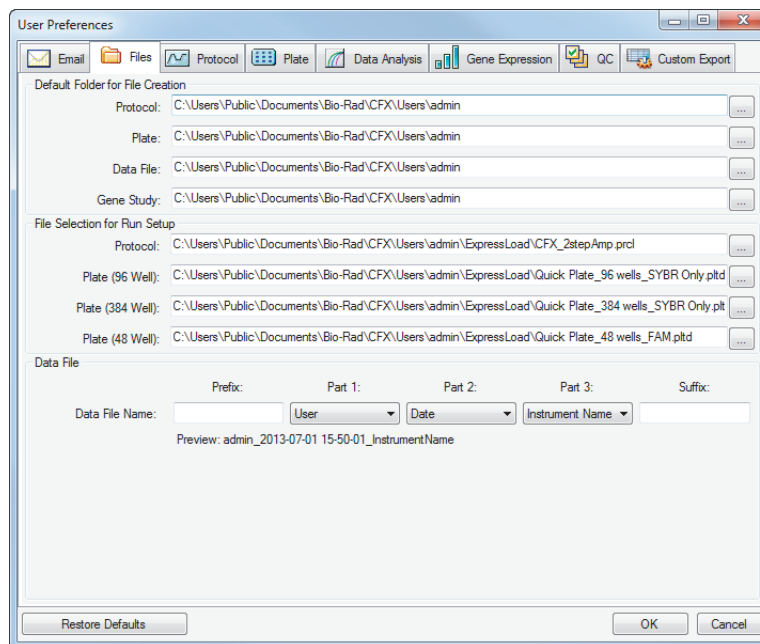 User Preferences
Email Files Protocol Plate Data Analysis Gene Expression QC Custom Export
Default Folder for File Creation
Protocol: C:\Users\Public\Documents\Bio-Rad\CFX\Users\admin ...
Plate: C:\Users\Public\Documents\Bio-Rad\CFX\Users\admin ...
Data File: C:\Users\Public\Documents\Bio-Rad\CFX\Users\admin ...
Gene Study: C:\Users\Public\Documents\Bio-Rad\CFX\Users\admin ...
File Selection for Run Setup
Protocol: C:\Users\Public\Documents\Bio-Rad\CFX\Users\admin\ExpressLoad\CFX_2stepAmp.prcl ...
Plate (96 Well): C:\Users\Public\Documents\Bio-Rad\CFX\Users\admin\ExpressLoad\Quick Plate_96 wells_SYBR Only.pltd ...
Plate (384 Well): C:\Users\Public\Documents\Bio-Rad\CFX\Users\admin\ExpressLoad\Quick Plate_384 wells_SYBR Only.plt ...
Plate (48 Well): C:\Users\Public\Documents\Bio-Rad\CFX\Users\admin\ExpressLoad\Quick Plate_48 wells_FAM.pltd ...
Data File
Prefix: Part 1: Part 2: Part 3: Suffix:
Data File Name: User Date Instrument Name
Preview: admin_2013-07-01 15-50-01_InstrumentName
Restore Defaults OK Cancel